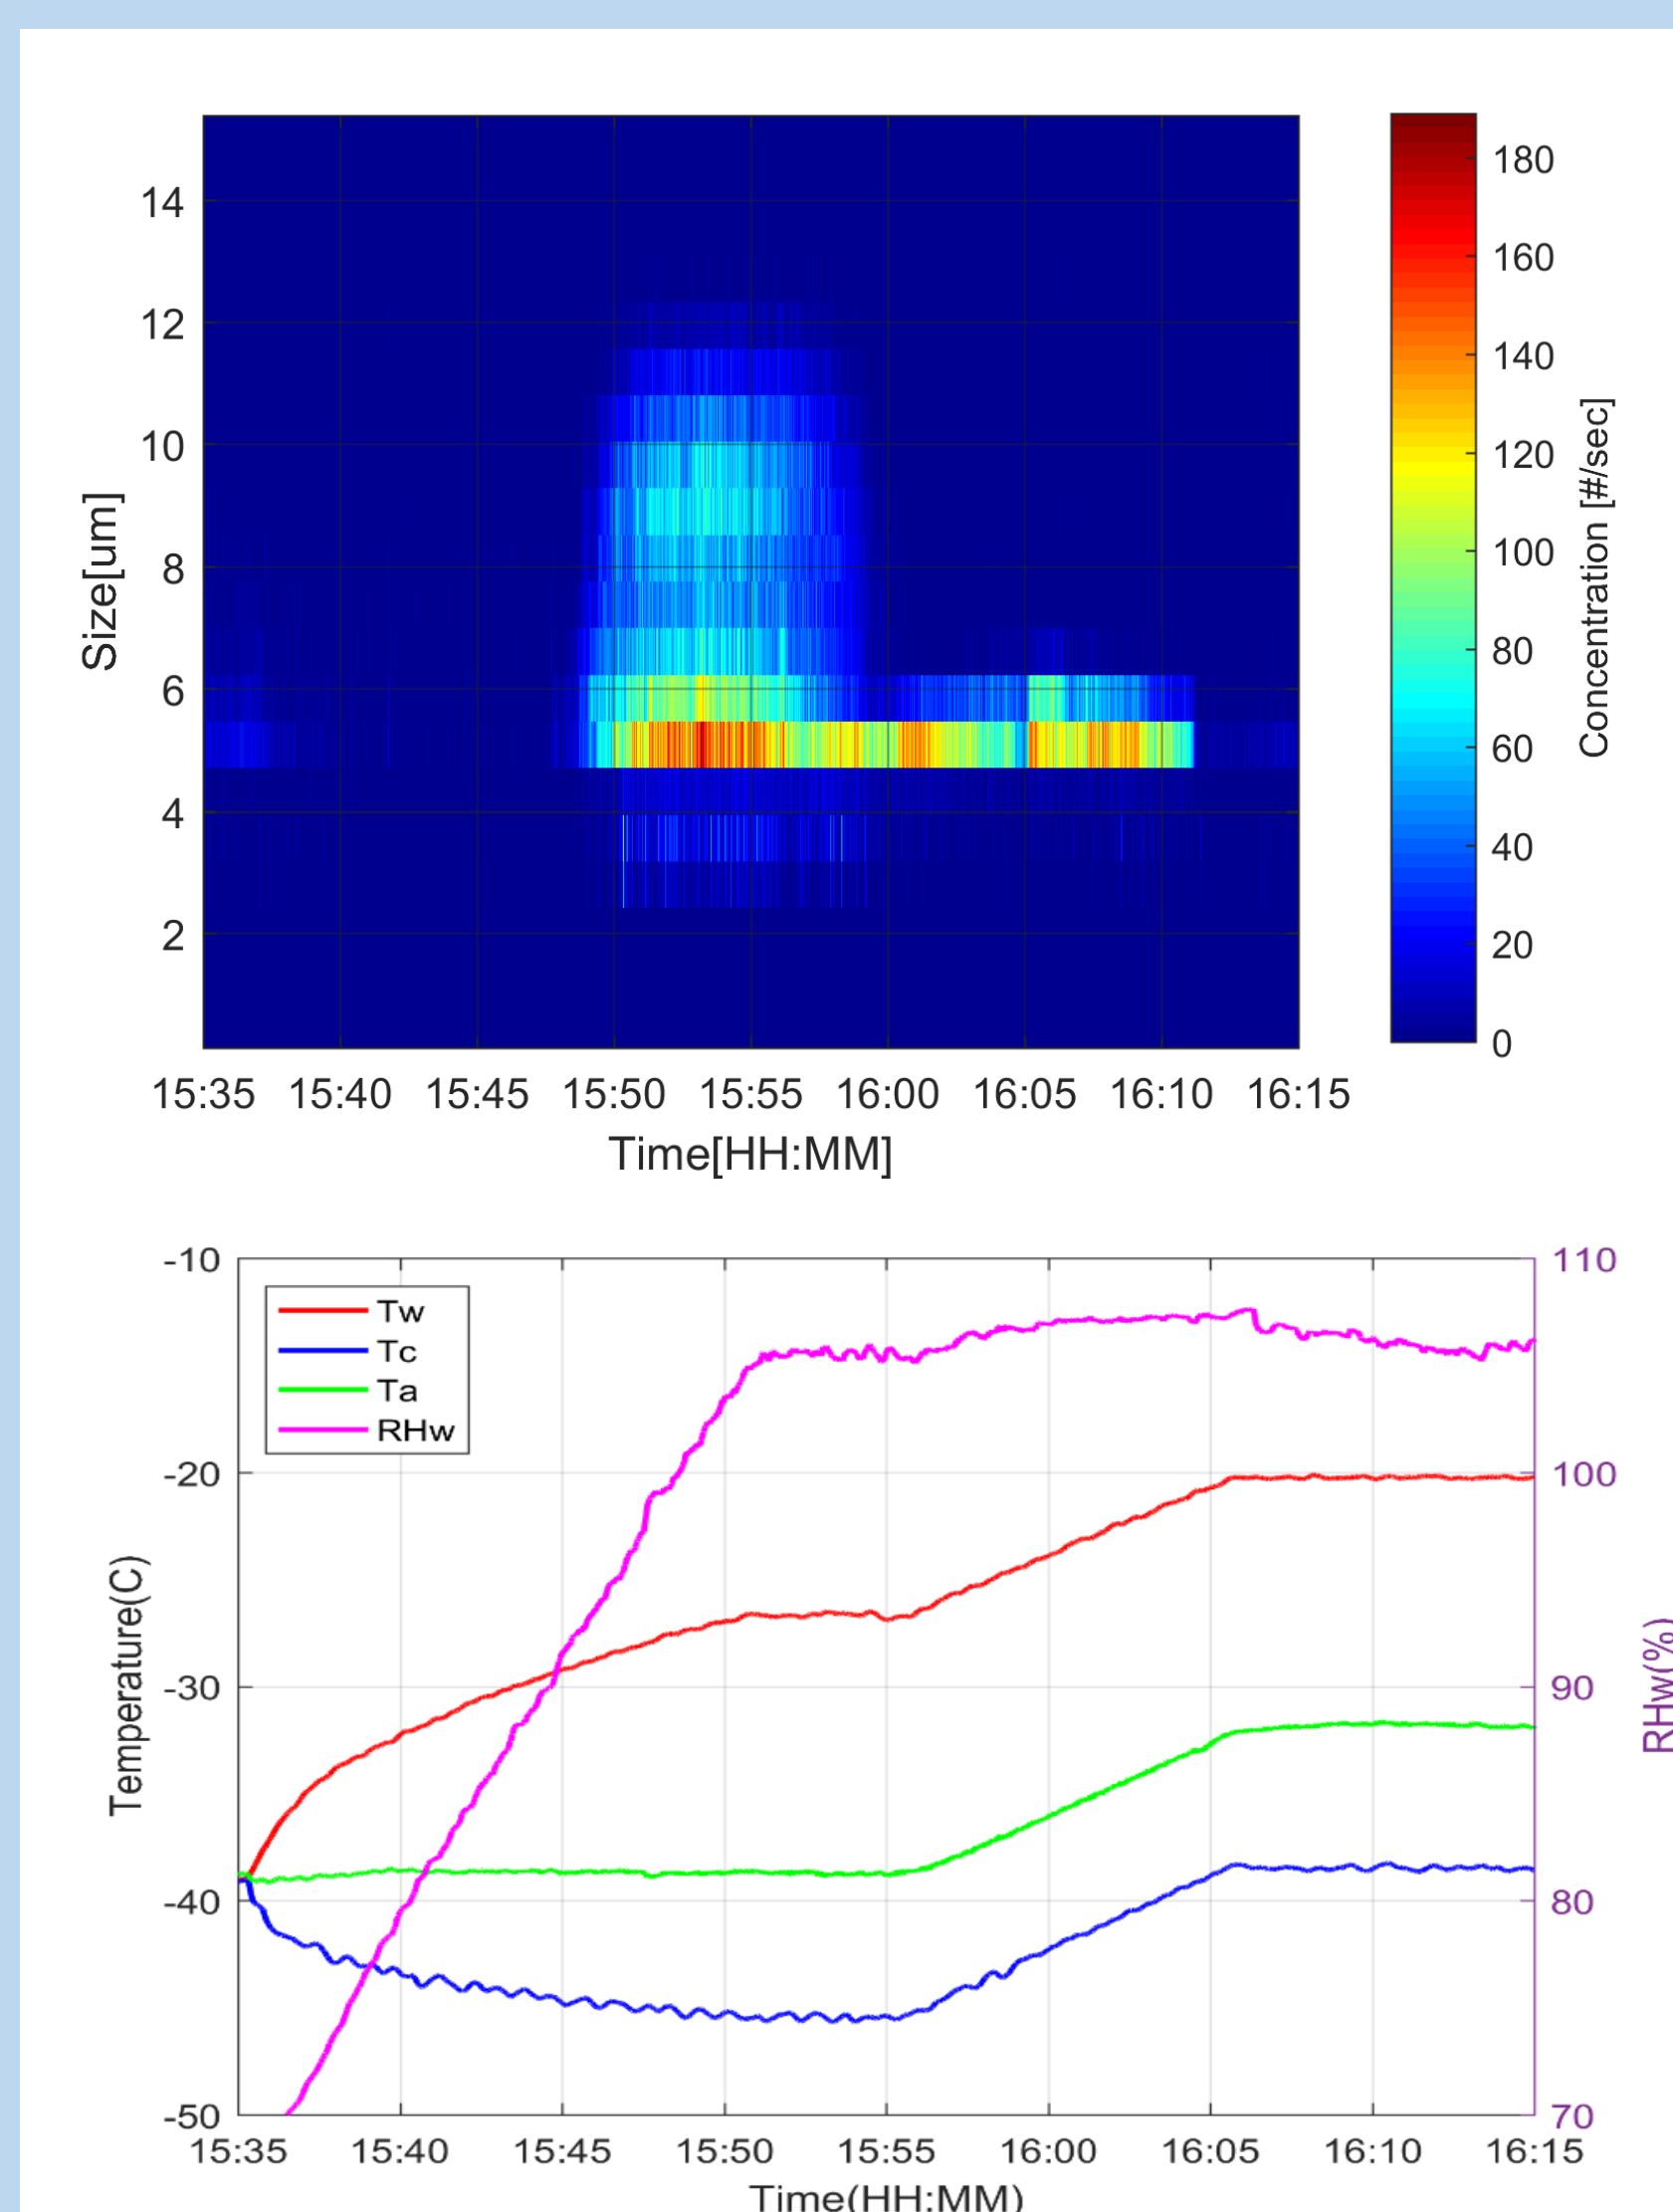 14
12
10
8
6
4
2
Size[um]
15:35 15:40 15:45 15:50 15:55 16:00 16:05 16:10 16:15
Time[HH:MM]
180
160
140
120
100
80
60
40
20
0
Concentration [#/sec]
-10
-20
-30
-40
-50
Temperature(C)
Tw
Tc
Ta
RHw
110
100
90
80
70
RHw(%)
15:35 15:40 15:45 15:50 15:55 16:00 16:05 16:10 16:15
Time(HH:MM)